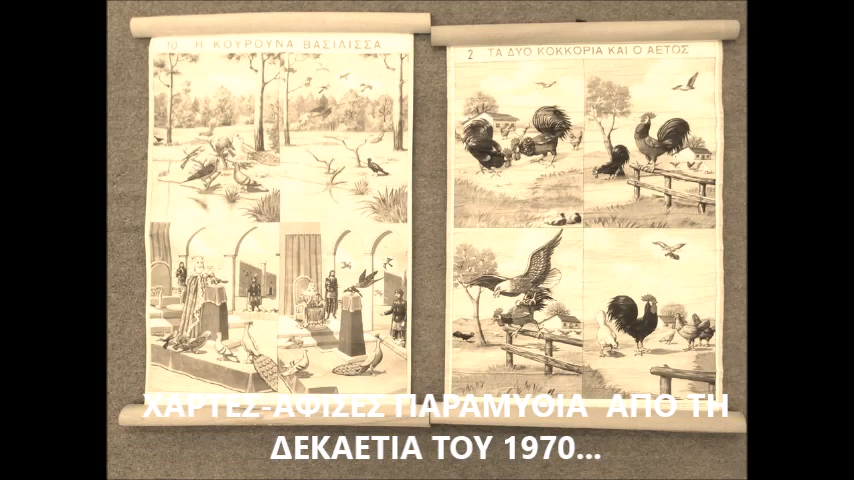 10 Η ΚΟΥΡΟΥΝΑ ΒΑΣΙΛΙΣΣΑ
2 ΤΑ ΔΥΟ ΚΟΚΚΟΡΙΑ ΚΑΙ Ο ΑΕΤΟΣ
ΧΑΡΤΕΣ-ΑΦΙΣΕΣ ΠΑΡΑΜΥΘΙΑ ΑΠΟ ΤΗ
ΔΕΚΑΕΤΙΑ ΤΟΥ 1970...